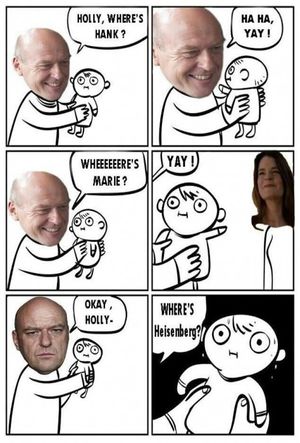 HOLLY, WHERE'S
HANK ?
HA HA,
YAY !
WHEEEEEERE'S
MARIE ?
YAY !
OKAY ,
HOLLY-
WHERE'S
Heisenberg?